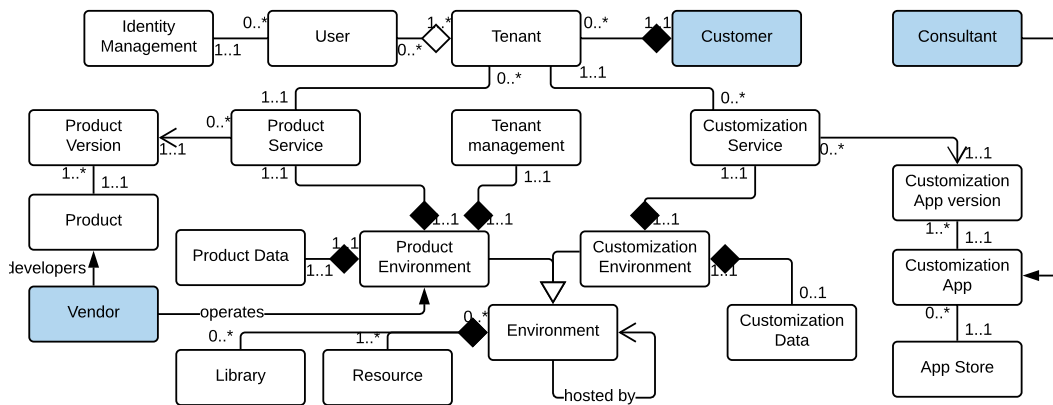 Identity
Management
0..*
1..1
User
0..*
1..*
Tenant
0..*
1..1
Customer
Consultant
0..*
1..1
1..1
0..*
Product
Version
0..*
1..1
Product
Service
Tenant
management
Customization
Service
0..*
1..1
1..*
1..1
1..1
1..1
1..1
Customization
App version
Product
1..1
1..1
1..1
1..*
1..1
Product Data
1..1
1..1
Product
Environment
Customization
Environment
1..1
Customization
App
developers
0..1
Vendor
operates
0..*
Environment
Customization
Data
0..*
1..1
0..*
1..*
Library
Resource
App Store
hosted by